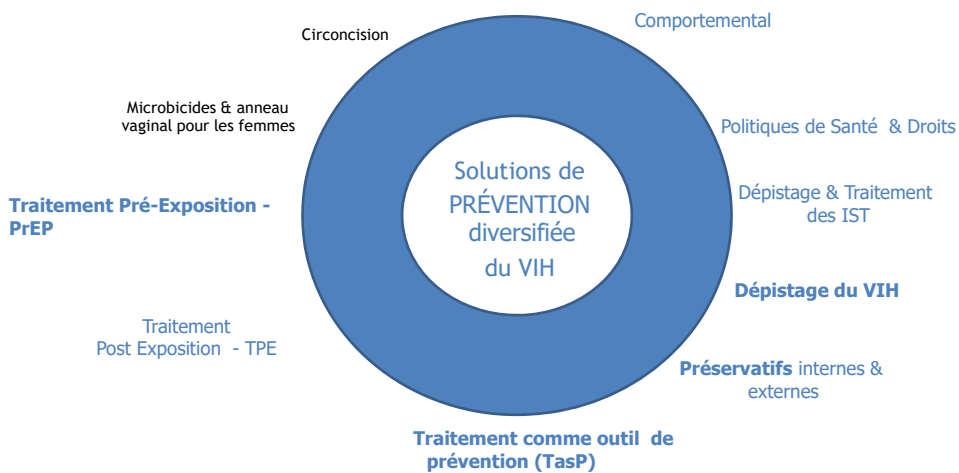 Comportemental
Circoncision
Microbicides & anneau
vaginal pour les femmes
Politiques de Santé & Droits
Solutions de
PRÉVENTION
diversifiée
du VIH
Traitement Pré-Exposition -
PrEP
Dépistage & Traitement
des IST
Dépistage du VIH
Traitement
Post Exposition - TPE
Préservatifs internes &
externes
Traitement comme outil de
prévention (TasP)